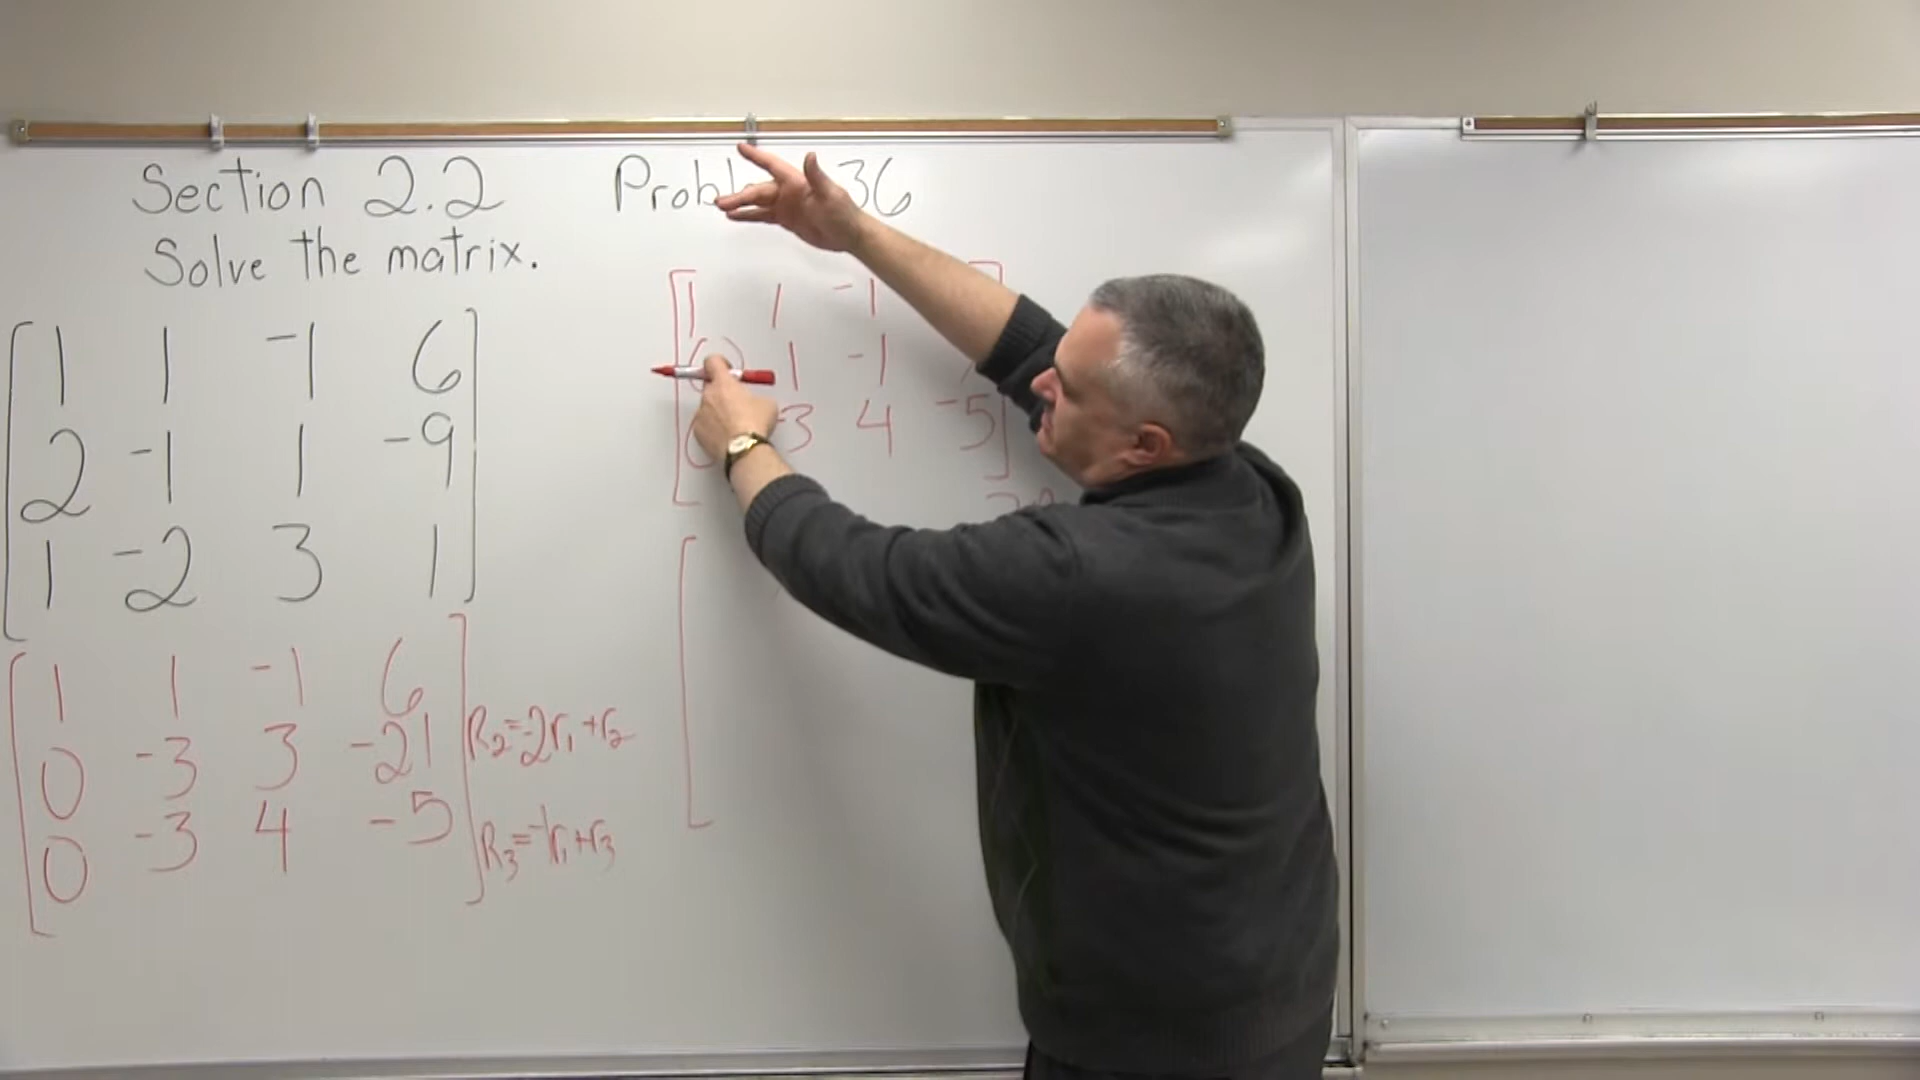 Section 2.2
Solve the matrix.
1 1 -1 6
2 -1 1 -9
1 -2 3 1
1 1 -1 6
0 -3 3 -21 R2=-2r1+r2
0 -3 4 -5 R3=-1r1+r3
36
1 1 -1
1 -1
-3 4 -5